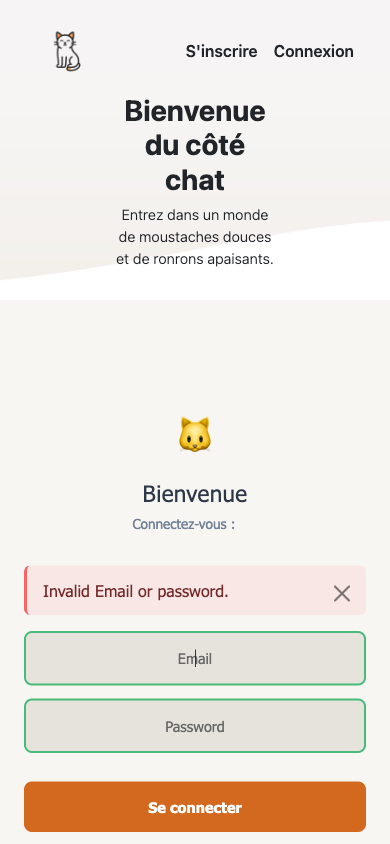 S'inscrire Connexion
Bienvenue
du côté
chat
Entrez dans un monde
de moustaches douces
et de ronrons apaisants.
Bienvenue
Connectez-vous :
Invalid Email or password.
Email
Password
Se connecter